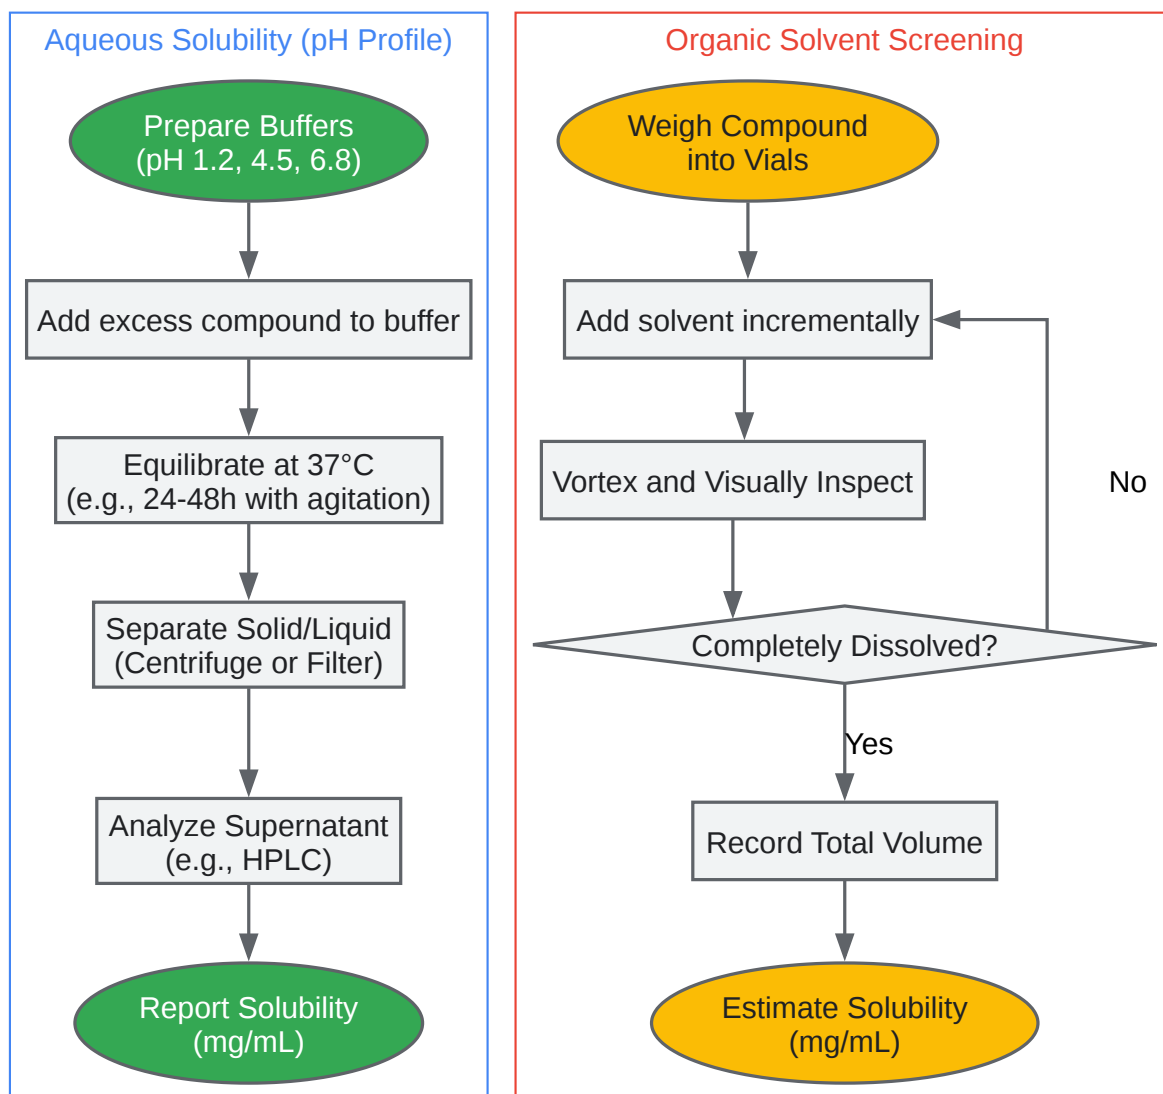 Aqueous Solubility (pH Profile)
Prepare Buffers
(pH 1.2, 4.5, 6.8)
Add excess compound to buffer
Equilibrate at 37°C
(e.g., 24-48h with agitation)
Separate Solid/Liquid
(Centrifuge or Filter)
Analyze Supernatant
(e.g., HPLC)
Report Solubility
(mg/mL)
Organic Solvent Screening
Weigh Compound
into Vials
Add solvent incrementally
Vortex and Visually Inspect
No
Completely Dissolved?
Yes
Record Total Volume
Estimate Solubility
(mg/mL)